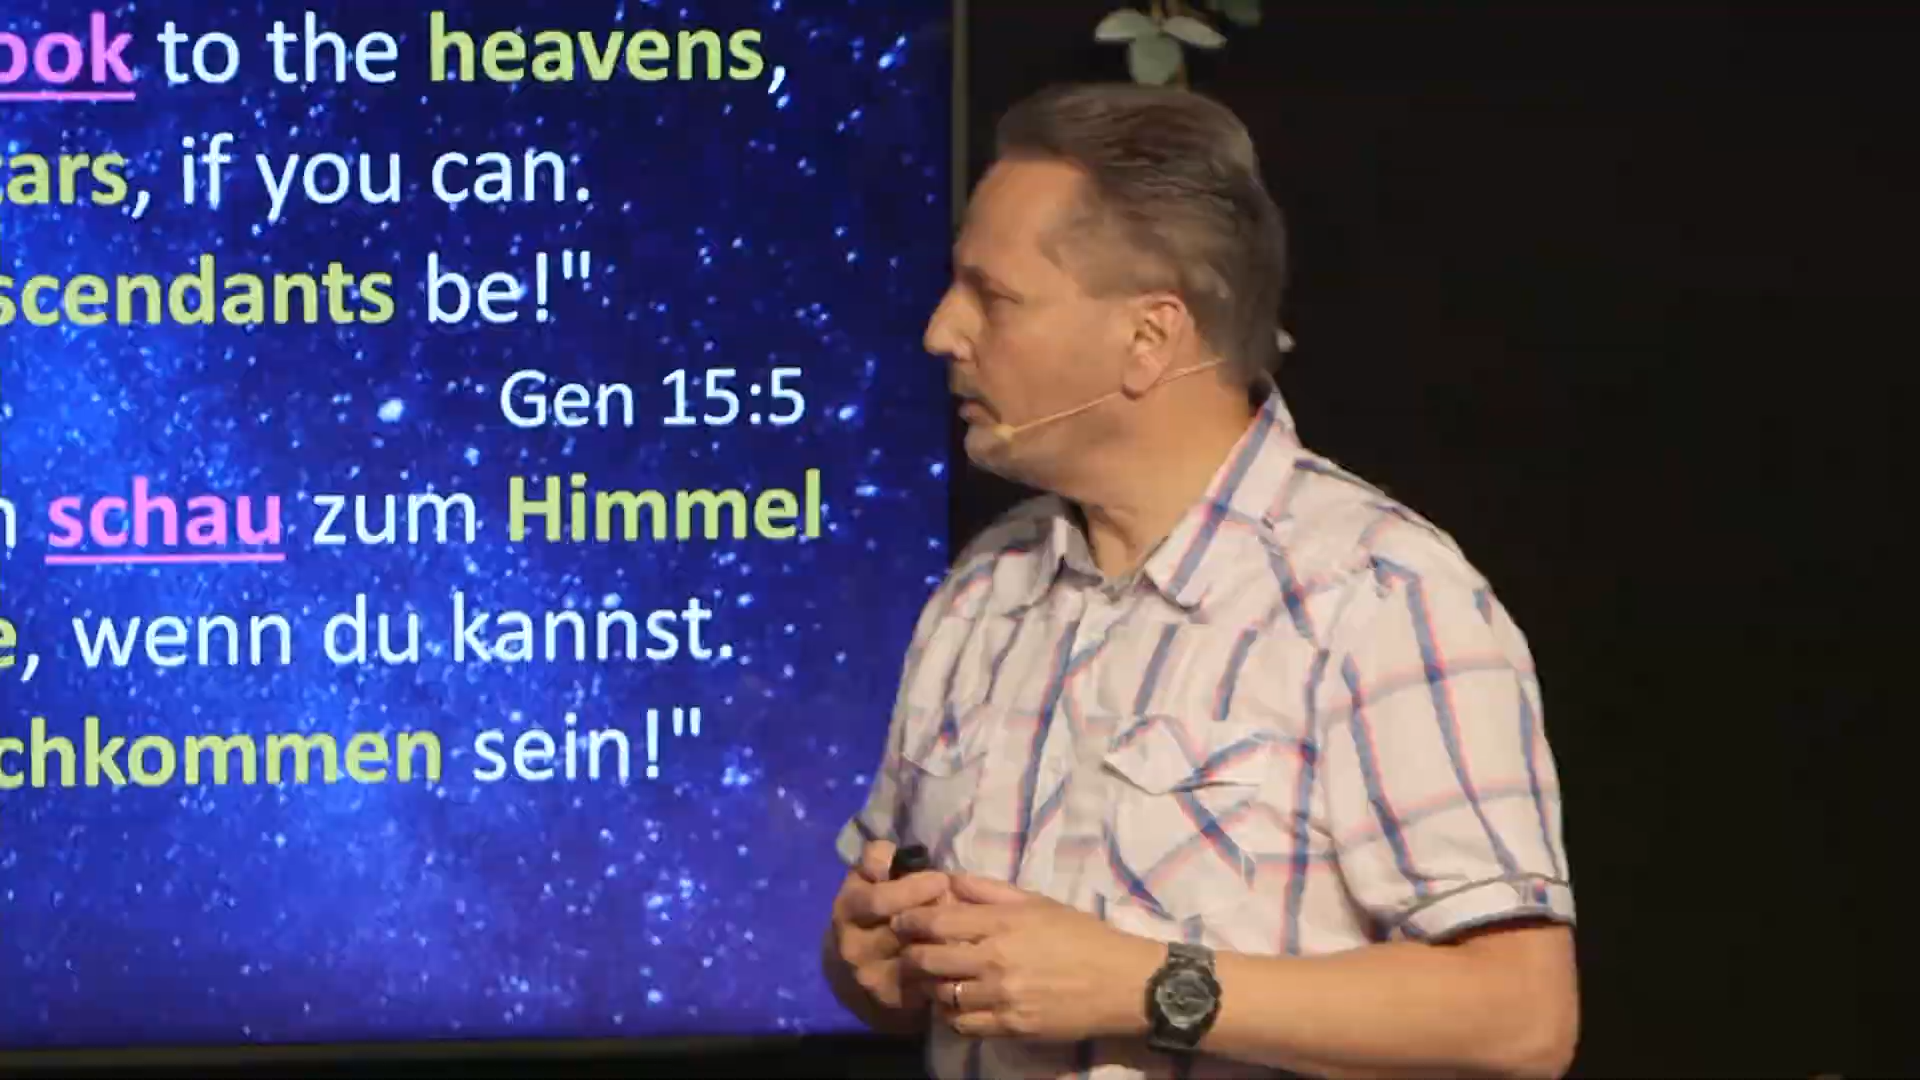 ook to the heavens,
tars, if you can.
scendants be!"
Gen 15:5
n schau zum Himmel
e, wenn du kannst.
chkommen sein!"